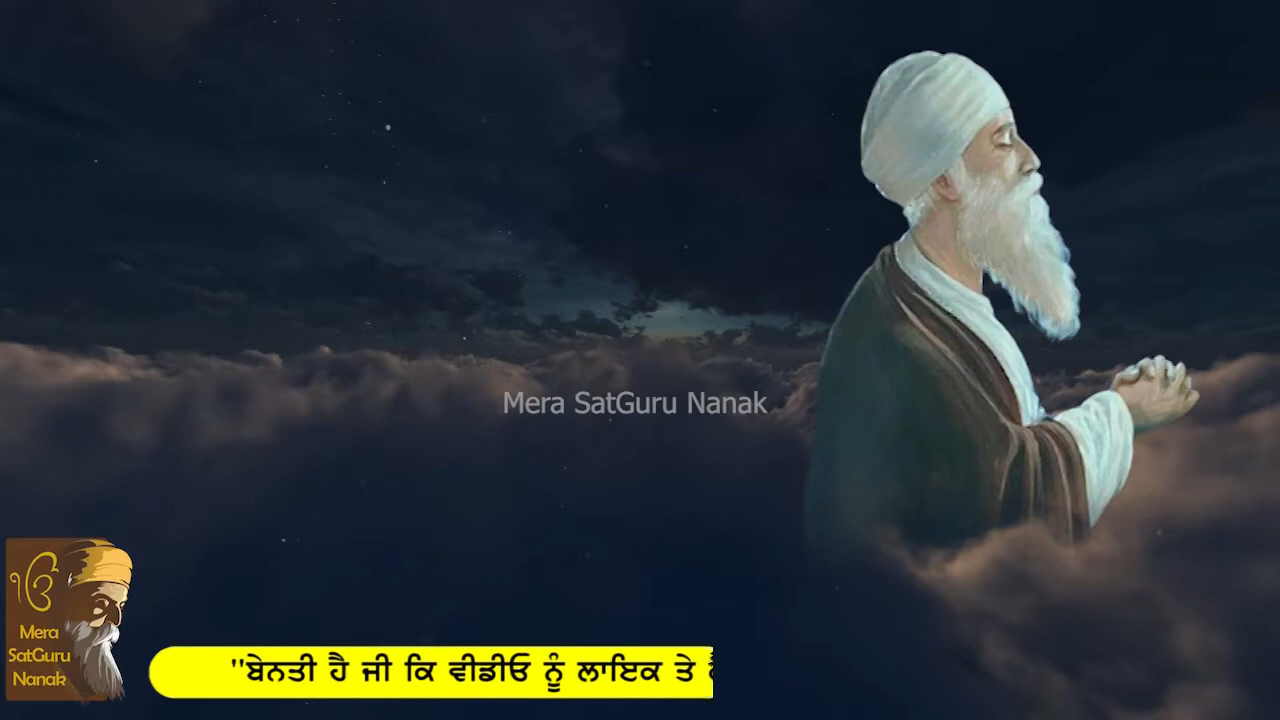 Mera SatGuru Nanak
ੴ
Mera
SatGuru
Nanak
"ਬੇਨਤੀ ਹੈ ਜੀ ਕਿ ਵੀਡੀਓ ਨੂੰ ਲਾਇਕ ਤੇ